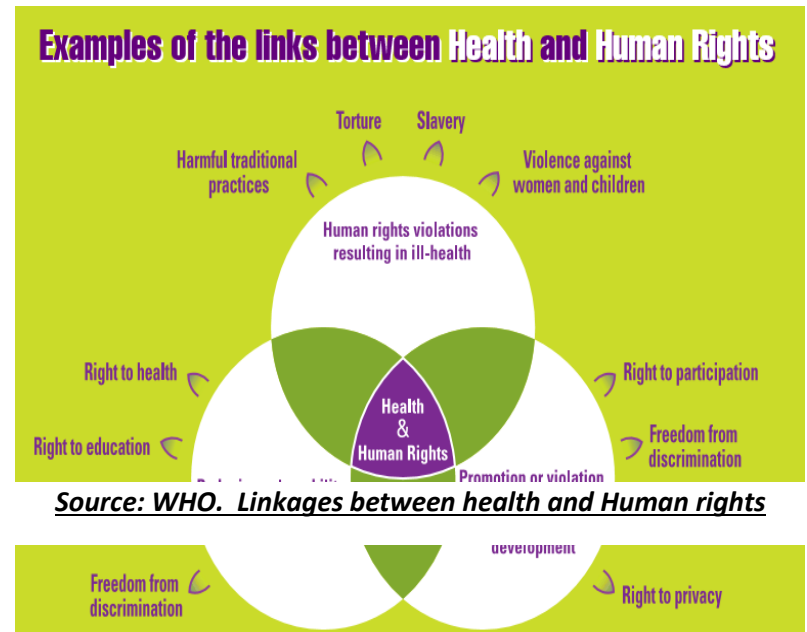 Examples of the links between Health and Human Rights
Torture
Slavery
Harmful traditional
practices
Violence against
women and children
Human rights violations
resulting in ill-health
Right to health
Right to participation
Health
&
Human Rights
Right to education
Freedom from
discrimination
Promotion or violation
Source: WHO. Linkages between health and Human rights
development
Freedom from
discrimination
Right to privacy